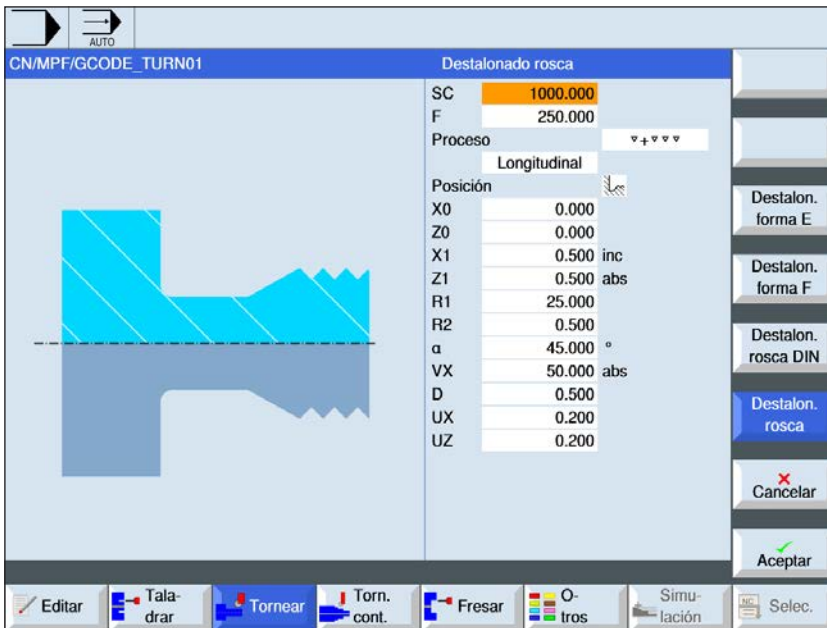 AUTO
CN/MPF/GCODE_TURN01
Destalonado rosca
SC 1000.000
F 250.000
Proceso ▿+▿▿▿
Longitudinal
Posición
X0 0.000
Z0 0.000
X1 0.500 inc
Z1 0.500 abs
R1 25.000
R2 0.500
α 45.000 °
VX 50.000 abs
D 0.500
UX 0.200
UZ 0.200
Destalon.
forma E
Destalon.
forma F
Destalon.
rosca DIN
Destalon.
rosca
Cancelar
Aceptar
Editar
Tala-
drar
Tornear
Torn.
cont.
Fresar
O-
tros
Simu-
lación
NC
Selec.